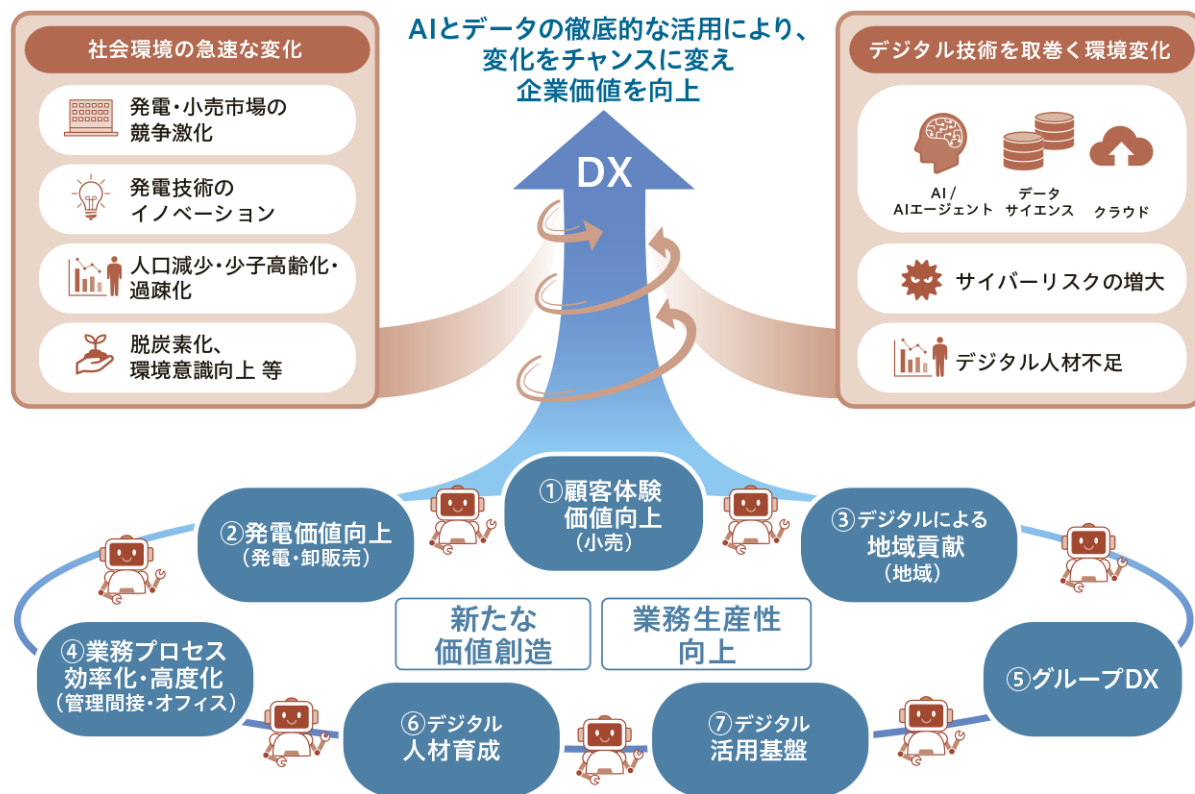 社会環境の急速な変化
発電・小売市場の
競争激化
発電技術の
イノベーション
人口減少・少子高齢化・
過疎化
脱炭素化、
環境意識向上 等
AIとデータの徹底的な活用により、
変化をチャンスに変え
企業価値を向上
DX
デジタル技術を取巻く環境変化
AI /
AIエージェント
データ
サイエンス
クラウド
サイバーリスクの増大
デジタル人材不足
①顧客体験
価値向上
(小売)
②発電価値向上
(発電・卸販売)
③デジタルによる
地域貢献
(地域)
新たな
価値創造
業務生産性
向上
④業務プロセス
効率化・高度化
(管理間接・オフィス)
⑤グループDX
⑥デジタル
人材育成
⑦デジタル
活用基盤